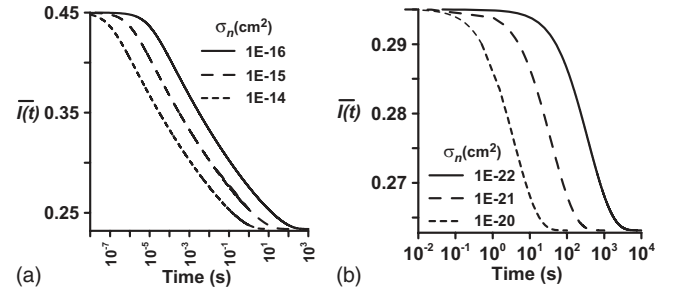 0.45
0.35
0.25
I(t)
σn(cm2)
1E-16
1E-15
1E-14
10-7
10-5
10-3
10-1
101
103
Time (s)
(a)
0.29
0.28
0.27
I(t)
σn(cm2)
1E-22
1E-21
1E-20
10-2
10-1
100
101
102
103
104
Time (s)
(b)